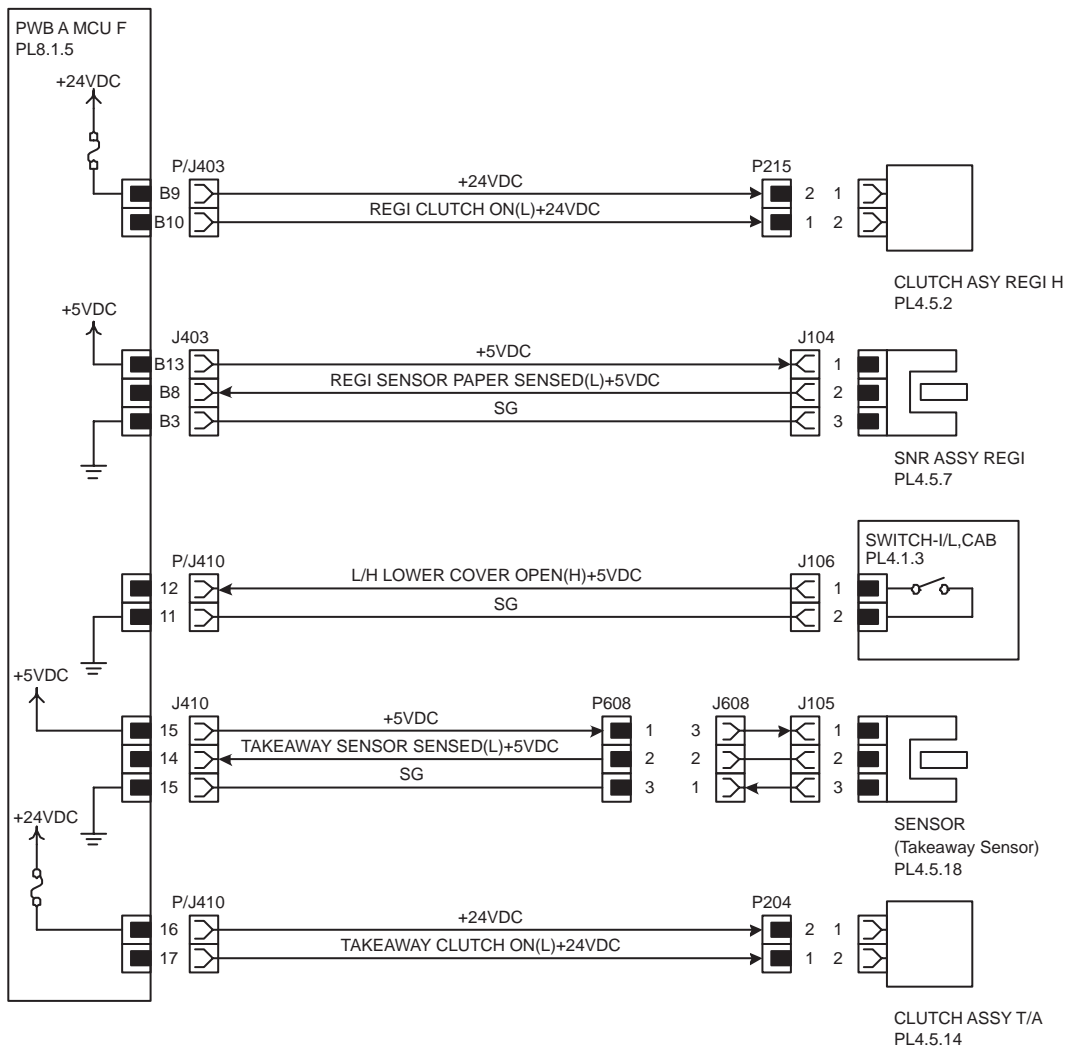 PWB A MCU F
PL8.1.5
+24VDC
P/J403 P215
B9 +24VDC 2 1
B10 REGI CLUTCH ON(L)+24VDC 1 2
CLUTCH ASY REGI H
PL4.5.2
+5VDC
J403 J104
B13 +5VDC 1
B8 REGI SENSOR PAPER SENSED(L)+5VDC 2
B3 SG 3
SNR ASSY REGI
PL4.5.7
SWITCH-I/L,CAB
PL4.1.3
P/J410 J106
12 L/H LOWER COVER OPEN(H)+5VDC 1
11 SG 2
+5VDC
J410 P608 J608 J105
15 +5VDC 1 3 1
14 TAKEAWAY SENSOR SENSED(L)+5VDC 2 2 2
15 SG 3 1 3
SENSOR
(Takeaway Sensor)
PL4.5.18
+24VDC
P/J410 P204
16 +24VDC 2 1
17 TAKEAWAY CLUTCH ON(L)+24VDC 1 2
CLUTCH ASSY T/A
PL4.5.14